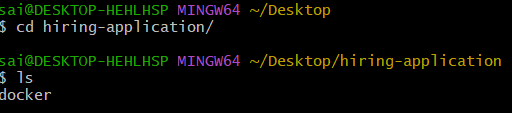 sai@DESKTOP-HEHLHSP MINGW64 ~/Desktop
$ cd hiring-application/
sai@DESKTOP-HEHLHSP MINGW64 ~/Desktop/hiring-application
$ ls
docker